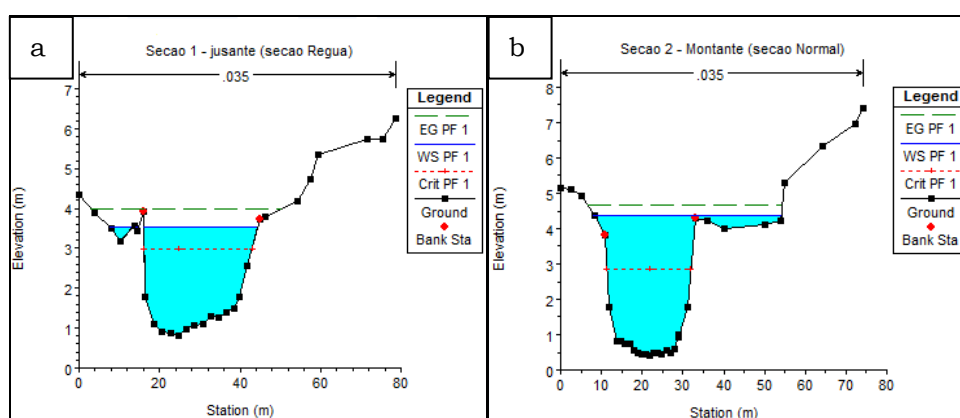 a
Secao 1 - jusante (secao Regua)
.035
Legend
EG PF 1
WS PF 1
Crit PF 1
Ground
Bank Sta
Elevation (m)
7
6
5
4
3
2
1
0
0 20 40 60 80
Station (m)
b
Secao 2 - Montante (secao Normal)
.035
Legend
EG PF 1
WS PF 1
Crit PF 1
Ground
Bank Sta
Elevation (m)
8
7
6
5
4
3
2
1
0
0 10 20 30 40 50 60 70 80
Station (m)